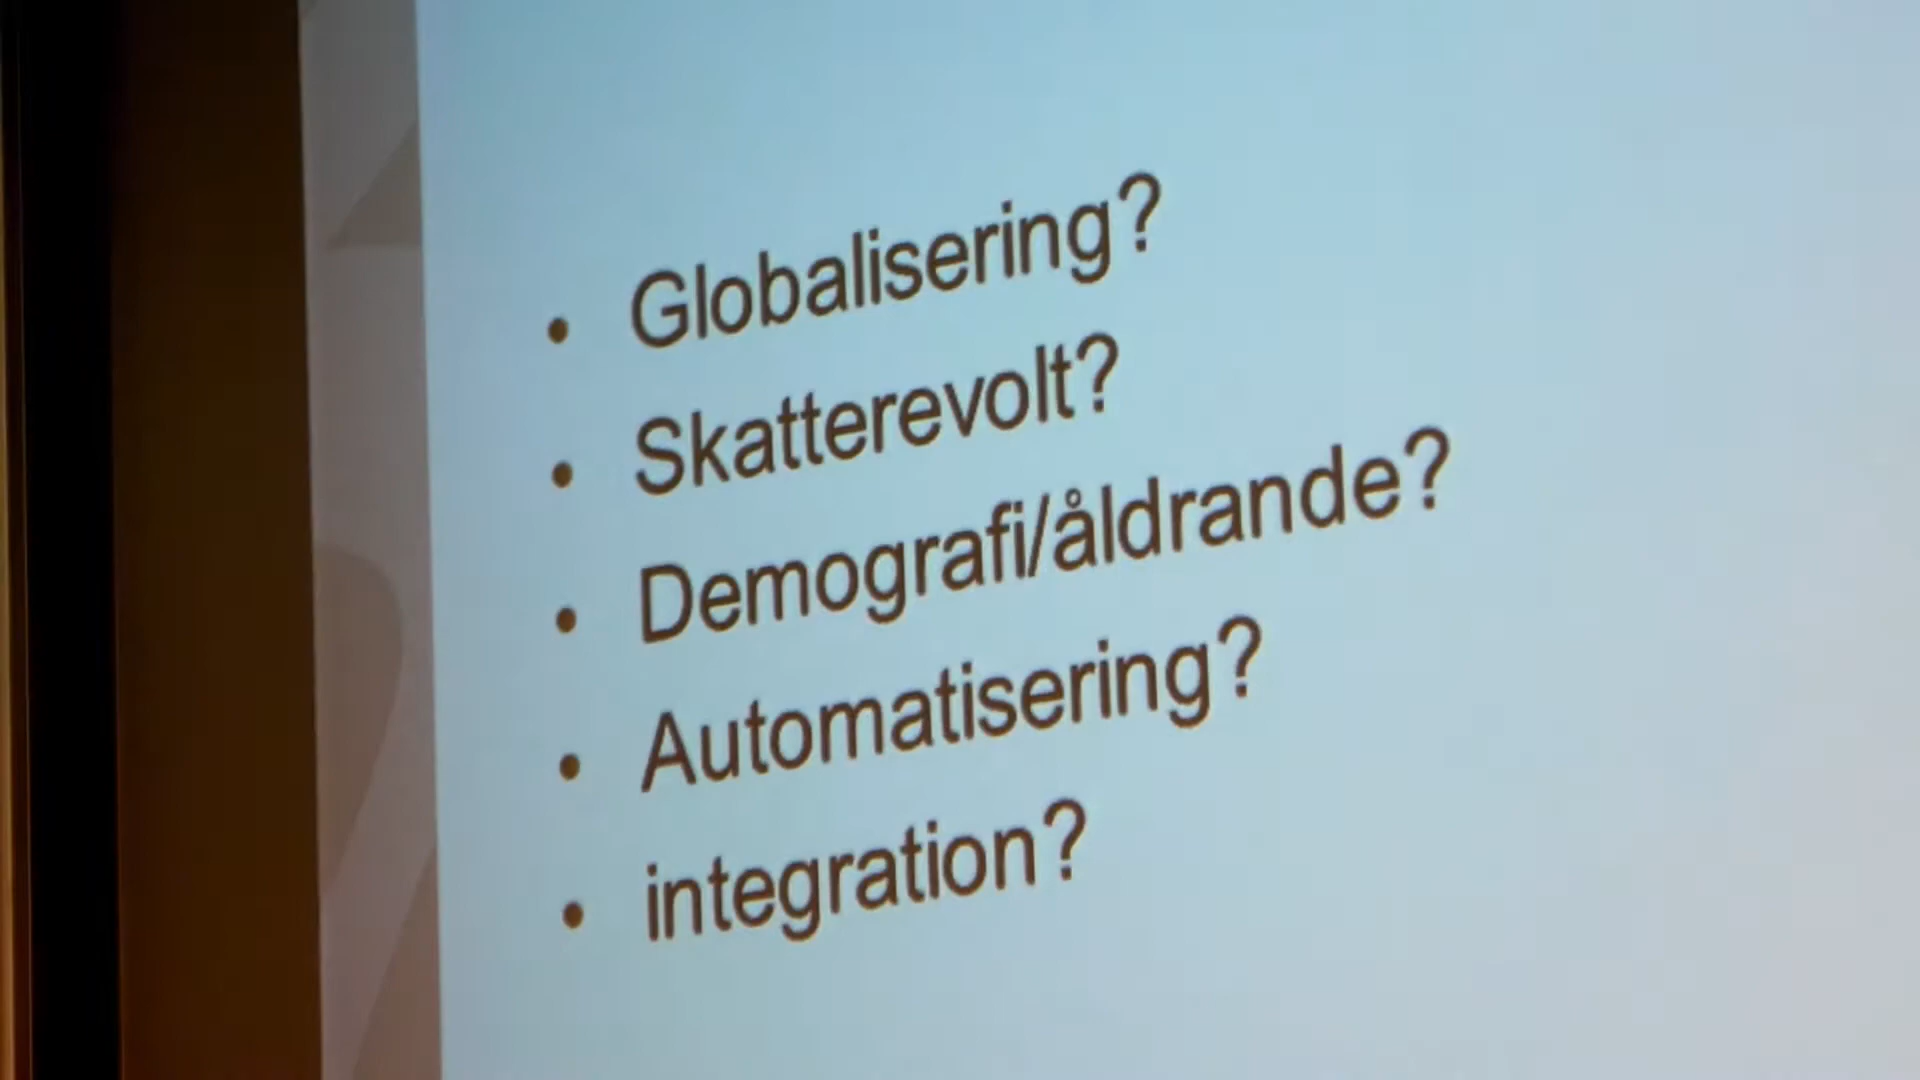 • Globalisering?
• Skatterevolt?
• Demografi/åldrande?
• Automatisering?
• integration?